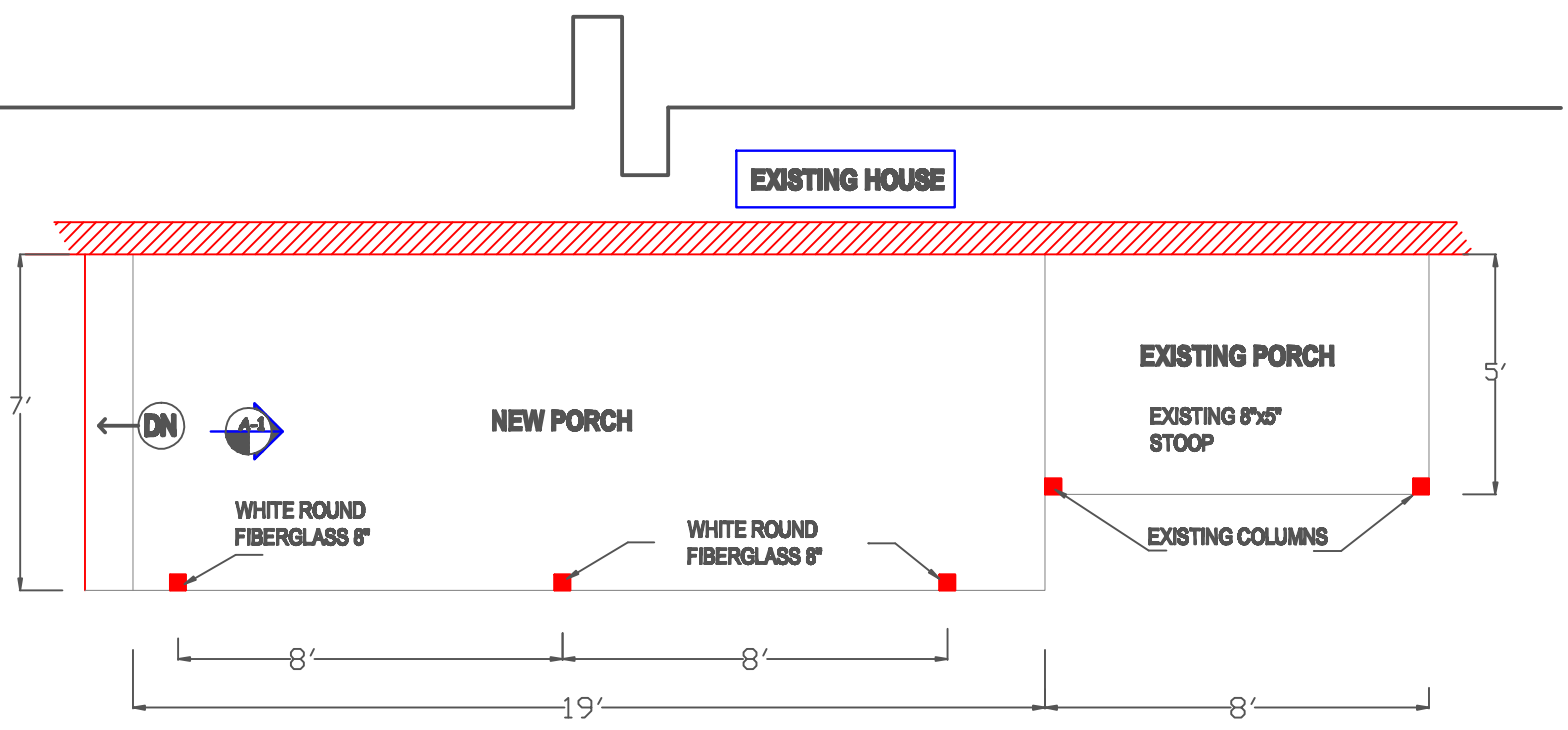 EXISTING HOUSE
EXISTING PORCH
EXISTING 8"x5"
STOOP
5'
7'
DN
A-1
NEW PORCH
WHITE ROUND
FIBERGLASS 8"
WHITE ROUND
FIBERGLASS 8"
EXISTING COLUMNS
8'
8'
19'
8'